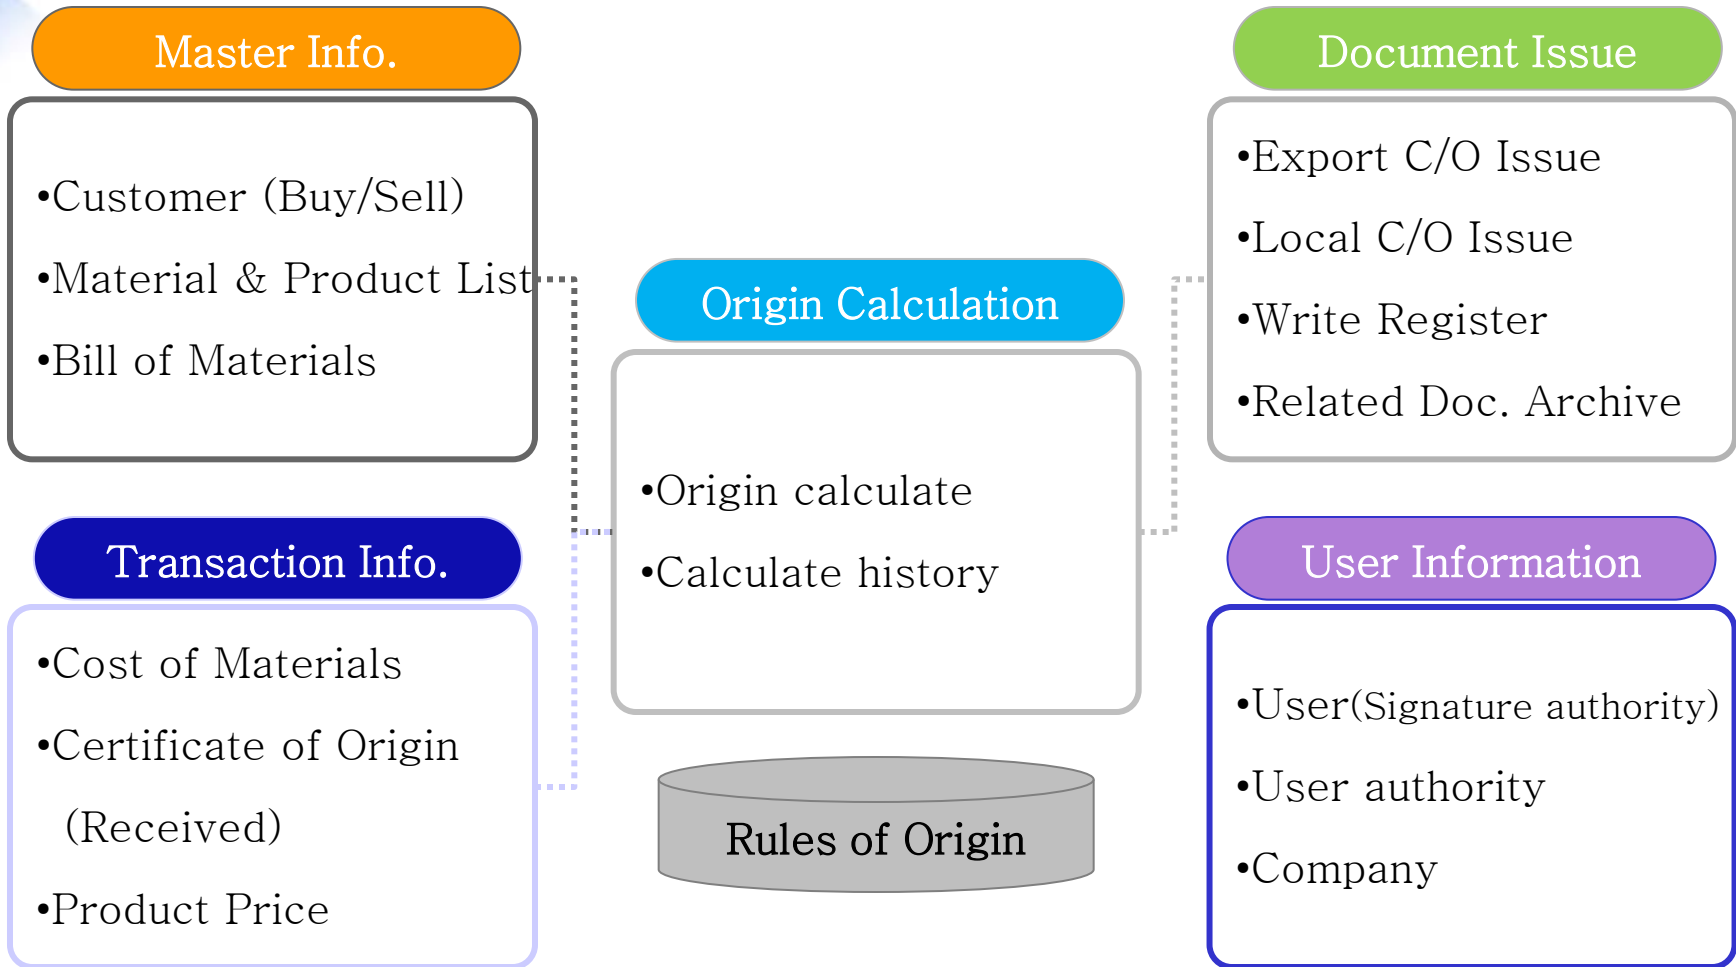 Master Info.
•Customer (Buy/Sell)
•Material & Product List
•Bill of Materials
Transaction Info.
•Cost of Materials
•Certificate of Origin
(Received)
•Product Price
Origin Calculation
•Origin calculate
•Calculate history
Rules of Origin
Document Issue
•Export C/O Issue
•Local C/O Issue
•Write Register
•Related Doc. Archive
User Information
•User(Signature authority)
•User authority
•Company